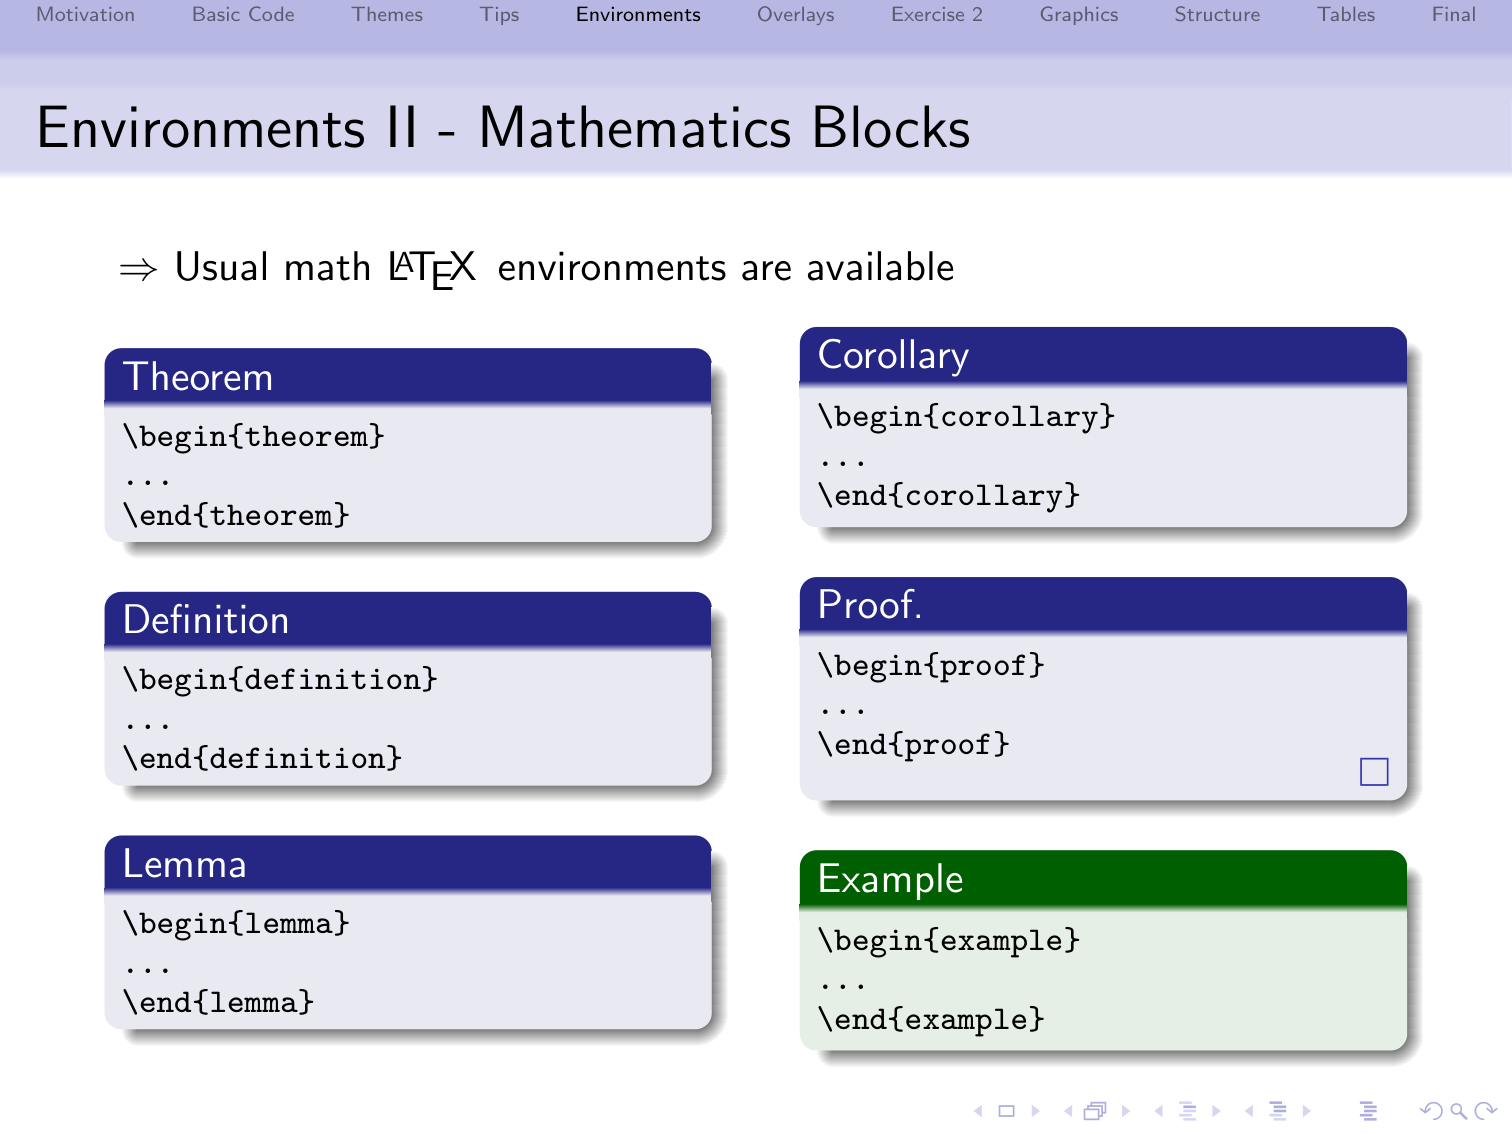 Motivation Basic Code Themes Tips Environments Overlays Exercise 2 Graphics Structure Tables Final
Environments II - Mathematics Blocks
⇒ Usual math LATEX environments are available
Theorem
\begin{theorem}
...
\end{theorem}
Definition
\begin{definition}
...
\end{definition}
Lemma
\begin{lemma}
...
\end{lemma}
Corollary
\begin{corollary}
...
\end{corollary}
Proof.
\begin{proof}
...
\end{proof}
Example
\begin{example}
...
\end{example}